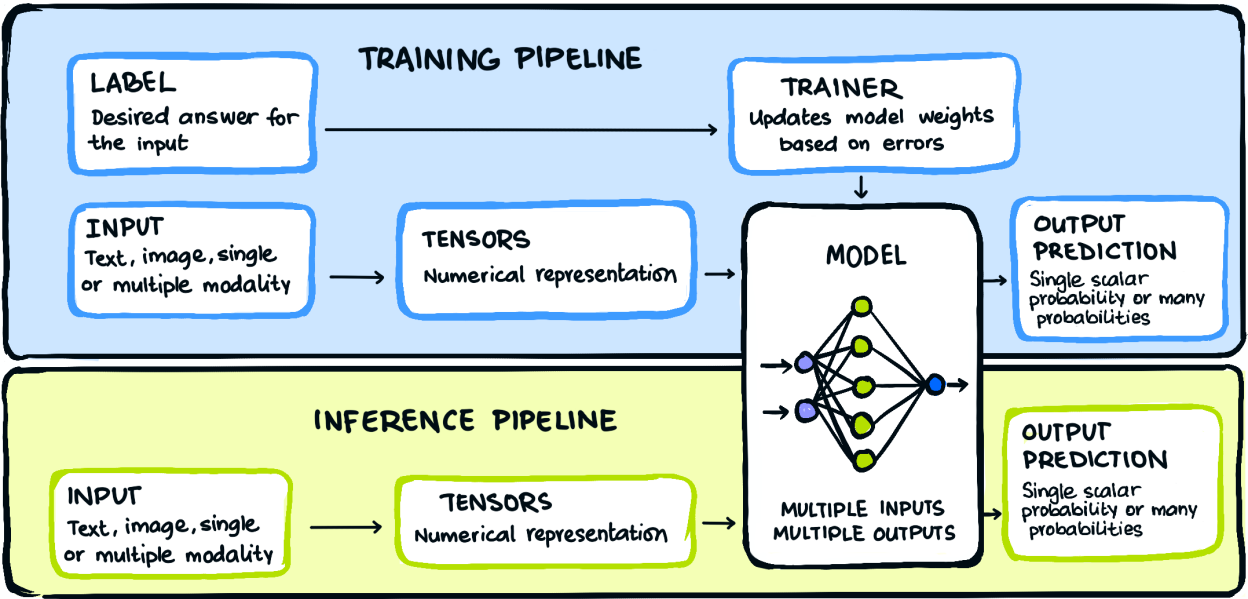 TRAINING PIPELINE
LABEL
Desired answer for
the input
TRAINER
Updates model weights
based on errors
INPUT
Text, image, single
or multiple modality
TENSORS
Numerical representation
MODEL
MULTIPLE INPUTS
MULTIPLE OUTPUTS
OUTPUT
PREDICTION
Single scalar
probability or many
probabilities
INFERENCE PIPELINE
INPUT
Text, image, single
or multiple modality
TENSORS
Numerical representation
OUTPUT
PREDICTION
Single scalar
probability or many
probabilities